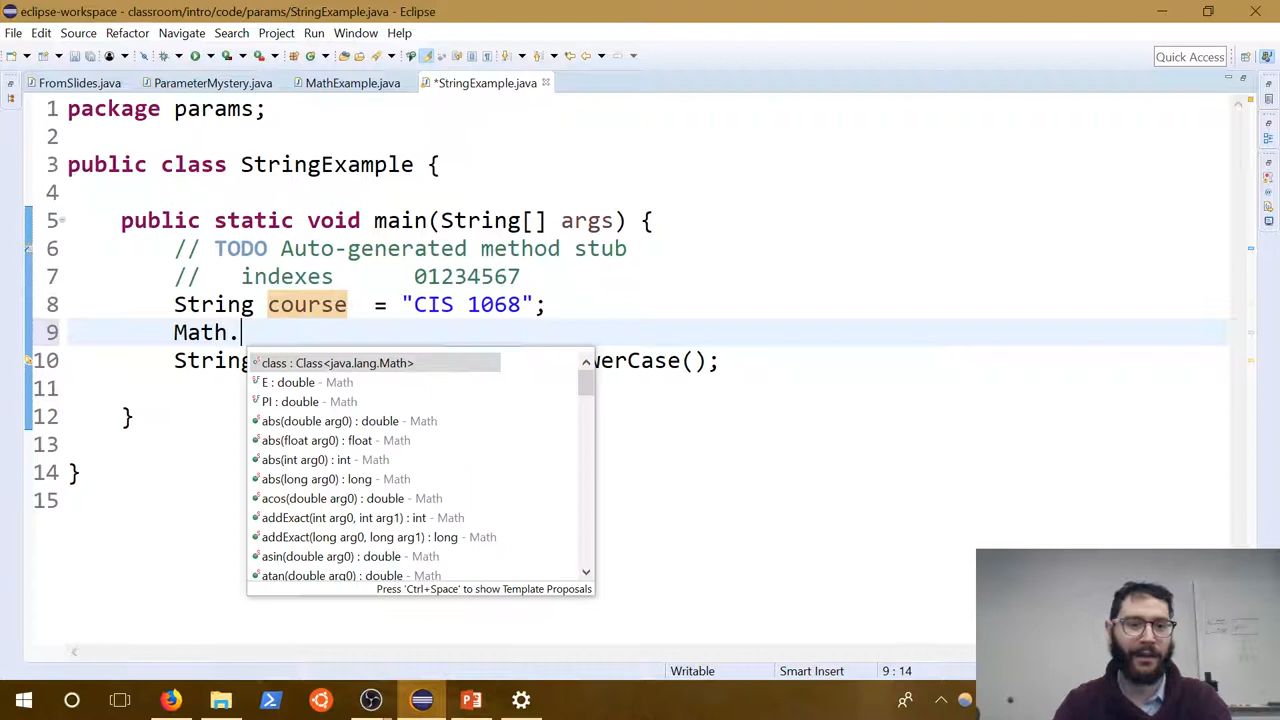 eclipse-workspace - classroom/intro/code/params/StringExample.java - Eclipse
File Edit Source Refactor Navigate Search Project Run Window Help
Quick Access
FromSlides.java ParameterMystery.java MathExample.java *StringExample.java
1 package params;
2
3 public class StringExample {
4
5 public static void main(String[] args) {
6 // TODO Auto-generated method stub
7 // indexes 01234567
8 String course = "CIS 1068";
9 Math.
10 String werCase();
11
12 }
13
14 }
15
class : Class<java.lang.Math>
E : double - Math
PI : double - Math
abs(double arg0) : double - Math
abs(float arg0) : float - Math
abs(int arg0) : int - Math
abs(long arg0) : long - Math
acos(double arg0) : double - Math
addExact(int arg0, int arg1) : int - Math
addExact(long arg0, long arg1) : long - Math
asin(double arg0) : double - Math
atan(double arg0) : double - Math
Press 'Ctrl+Space' to show Template Proposals
Writable Smart Insert 9 : 14